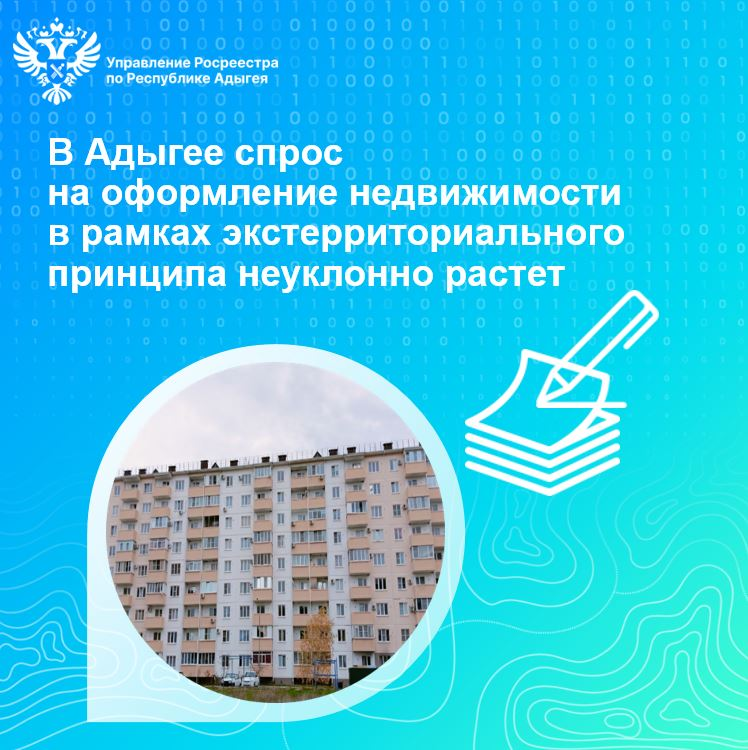 Управление Росреестра
по Республике Адыгея
В Адыгее спрос
на оформление недвижимости
в рамках экстерриториального
принципа неуклонно растет